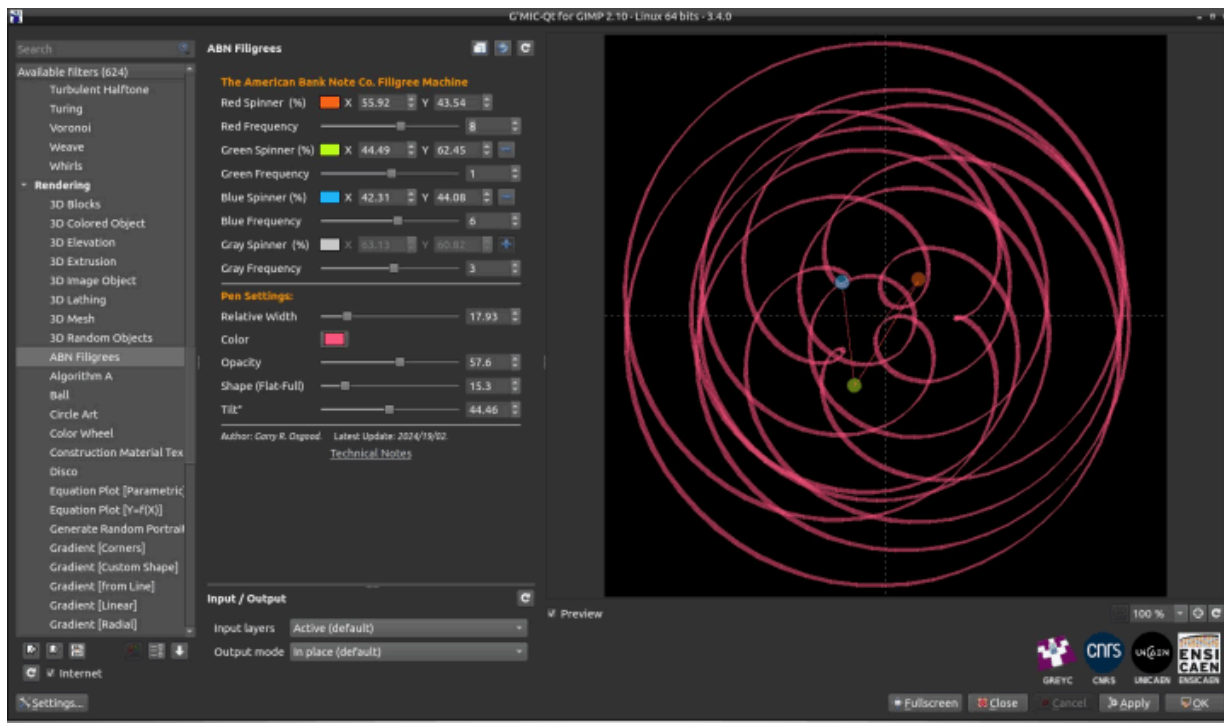 G'MIC-Qt for GIMP 2.10 - Linux 64 bits - 3.4.0
Search
Available filters (624)
Turbulent Halftone
Turing
Voronoi
Weave
Whirls
Rendering
3D Blocks
3D Colored Object
3D Elevation
3D Extrusion
3D Image Object
3D Lathing
3D Mesh
3D Random Objects
ABN Filigrees
Algorithm A
Ball
Circle Art
Color Wheel
Construction Material Tex
Disco
Equation Plot [Parametric
Equation Plot [Y=f(X)]
Generate Random Portrait
Gradient [Corners]
Gradient [Custom Shape]
Gradient [from Line]
Gradient [Linear]
Gradient [Radial]
Internet
Settings...
ABN Filigrees
The American Bank Note Co. Filigree Machine
Red Spinner (%) X 55.92 Y 43.54
Red Frequency 8
Green Spinner (%) X 44.49 Y 62.45
Green Frequency 1
Blue Spinner (%) X 42.31 Y 44.08
Blue Frequency 6
Gray Spinner (%) X 63.13 Y 60.82
Gray Frequency 3
Pen Settings:
Relative Width 17.93
Color
Opacity 57.6
Shape (Flat-Full) 15.3
Tilt° 44.46
Author: Garry R. Osgood. Latest Update: 2024/19/02.
Technical Notes
Input / Output
Input layers Active (default)
Output mode In place (default)
Preview
100 %
GREYC CNRS UNICAEN ENSICAEN
cnrs
UNICAEN
ENSI
CAEN
Fullscreen Close Cancel Apply OK